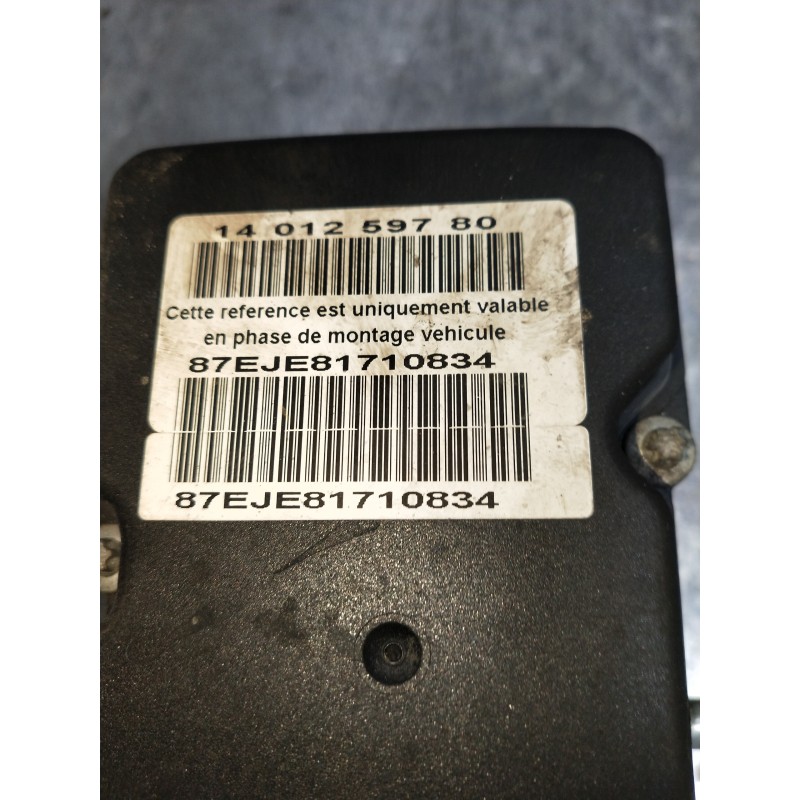 14 012 597 80
Cette reference est uniquement valable
en phase de montage vehicule
87EJE81710834
87EJE81710834